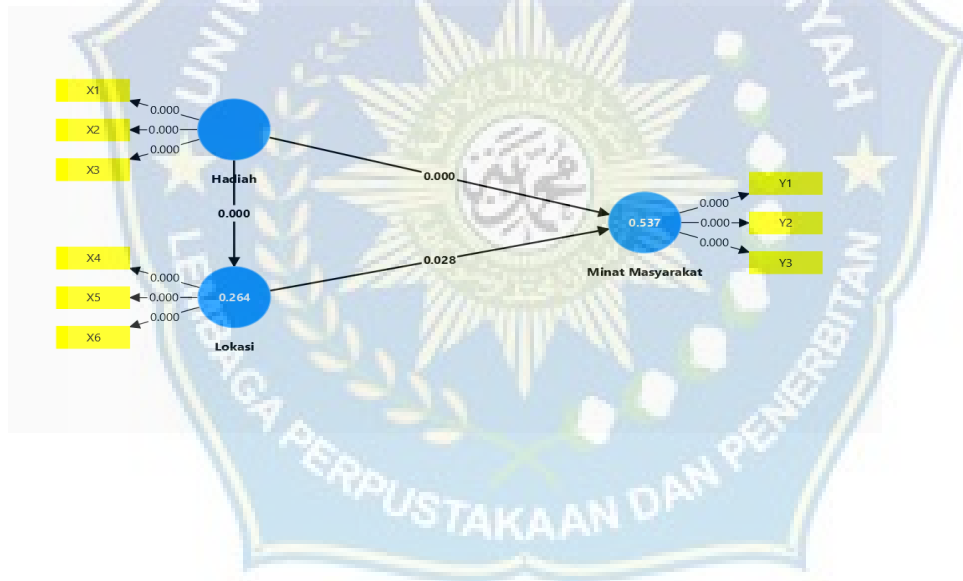 X1
X2
X3
0.000
0.000
0.000
Hadiah
0.000
0.000
0.028
X4
X5
X6
0.000
0.000
0.000
0.264
Lokasi
0.537
Minat Masyarakat
0.000
0.000
0.000
Y1
Y2
Y3
LEMBAGA PERPUSTAKAAN DAN PENERBITAN